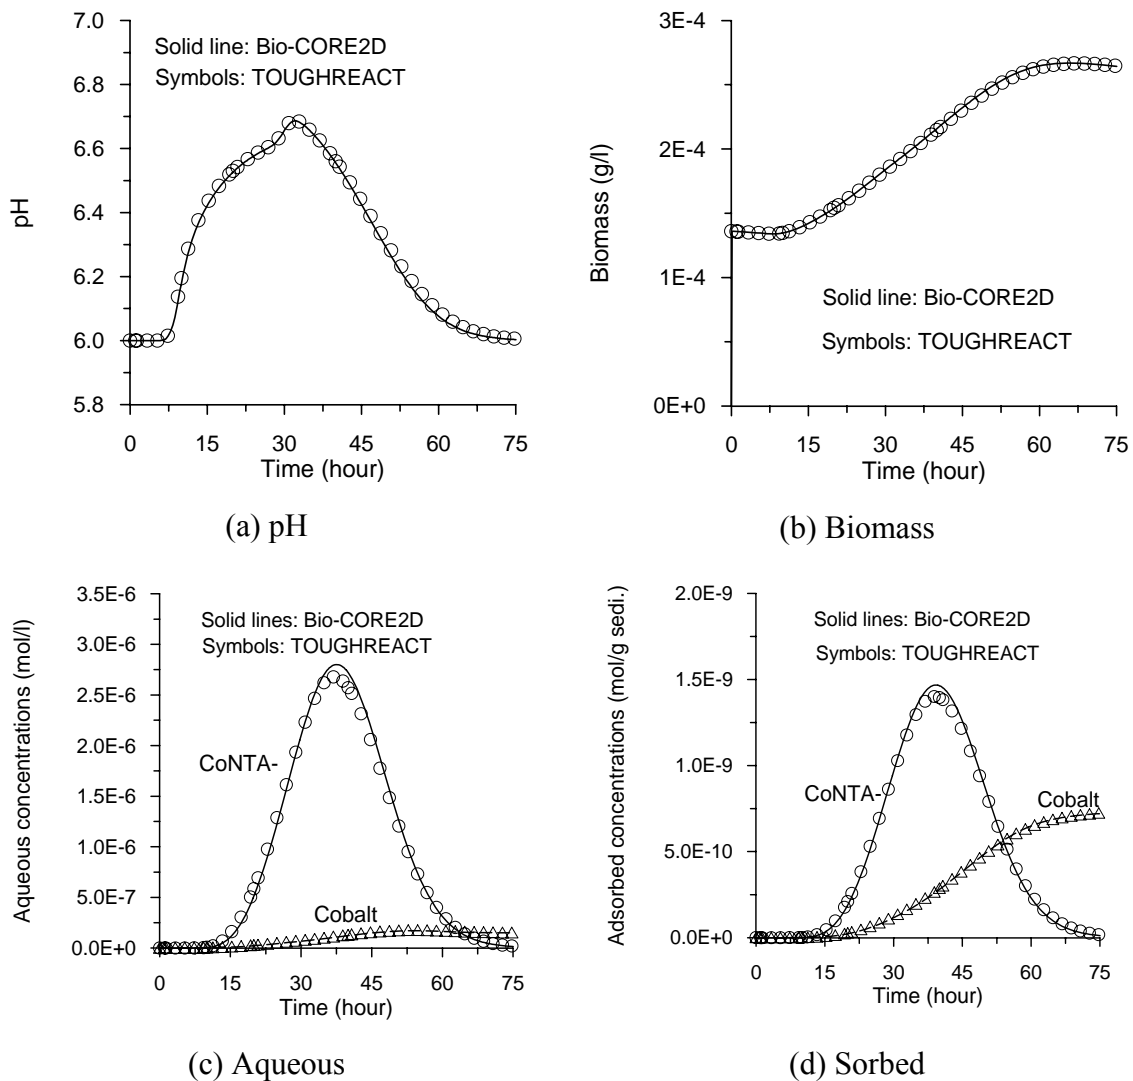 7.0
6.8
6.6
6.4
6.2
6.0
5.8
pH
Solid line: Bio-CORE2D
Symbols: TOUGHREACT
0 15 30 45 60 75
Time (hour)
(a) pH
3E-4
2E-4
1E-4
0E+0
Biomass (g/l)
Solid line: Bio-CORE2D
Symbols: TOUGHREACT
0 15 30 45 60 75
Time (hour)
(b) Biomass
3.5E-6
3.0E-6
2.5E-6
2.0E-6
1.5E-6
1.0E-6
5.0E-7
0.0E+0
Aqueous concentrations (mol/l)
Solid lines: Bio-CORE2D
Symbols: TOUGHREACT
CoNTA-
Cobalt
0 15 30 45 60 75
Time (hour)
(c) Aqueous
2.0E-9
1.5E-9
1.0E-9
5.0E-10
0.0E+0
Adsorbed concentrations (mol/g sedi.)
Solid lines: Bio-CORE2D
Symbols: TOUGHREACT
CoNTA-
Cobalt
0 15 30 45 60 75
Time (hour)
(d) Sorbed